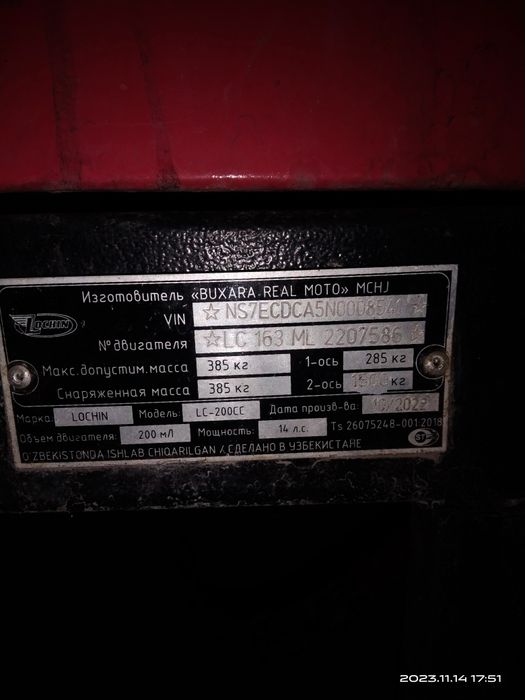 Изготовитель «BUXARA REAL MOTO» MCHJ
LOCHIN
VIN
№ двигателя ☆LC 163 ML 2207586☆
Макс.допустим.масса 385 кг 1-ось 285 кг
Снаряженная масса 385 кг 2-ось кг
Марка: LOCHIN Модель: LC-200CC Дата произв-ва:
Объем двигателя: 200 мл Мощность: 14 л.с. Ts 26075248-001:2018
O'ZBEKISTONDA ISHLAB CHIQARILGAN / СДЕЛАНО В УЗБЕКИСТАНЕ
2023.11.14 17:51